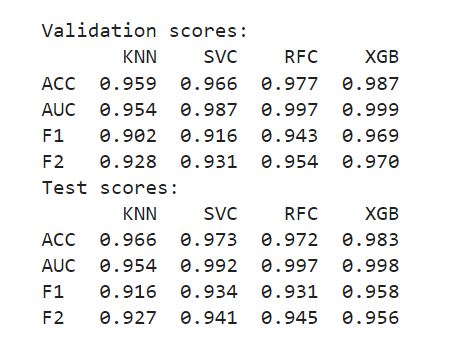 Validation scores:
KNN SVC RFC XGB
ACC 0.959 0.966 0.977 0.987
AUC 0.954 0.987 0.997 0.999
F1 0.902 0.916 0.943 0.969
F2 0.928 0.931 0.954 0.970
Test scores:
KNN SVC RFC XGB
ACC 0.966 0.973 0.972 0.983
AUC 0.954 0.992 0.997 0.998
F1 0.916 0.934 0.931 0.958
F2 0.927 0.941 0.945 0.956